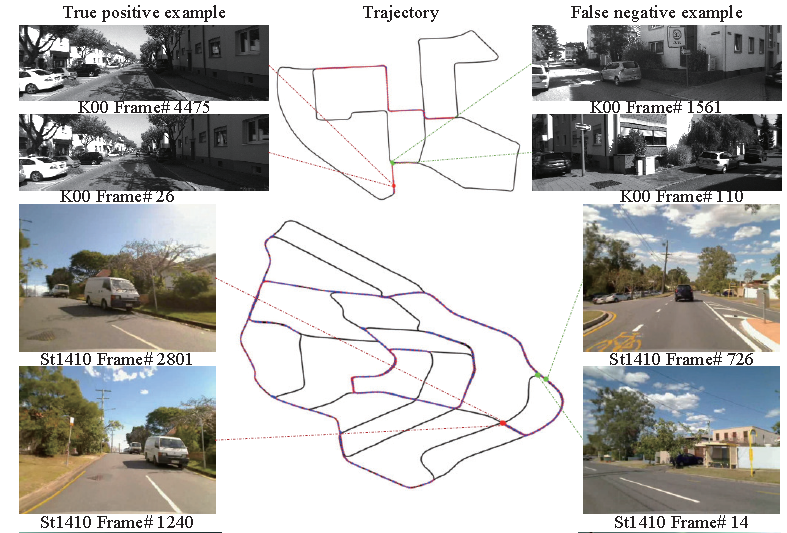 True positive example
Trajectory
False negative example
K00 Frame# 4475
K00 Frame# 1561
K00 Frame# 26
K00 Frame# 110
St1410 Frame# 2801
St1410 Frame# 726
St1410 Frame# 1240
St1410 Frame# 14